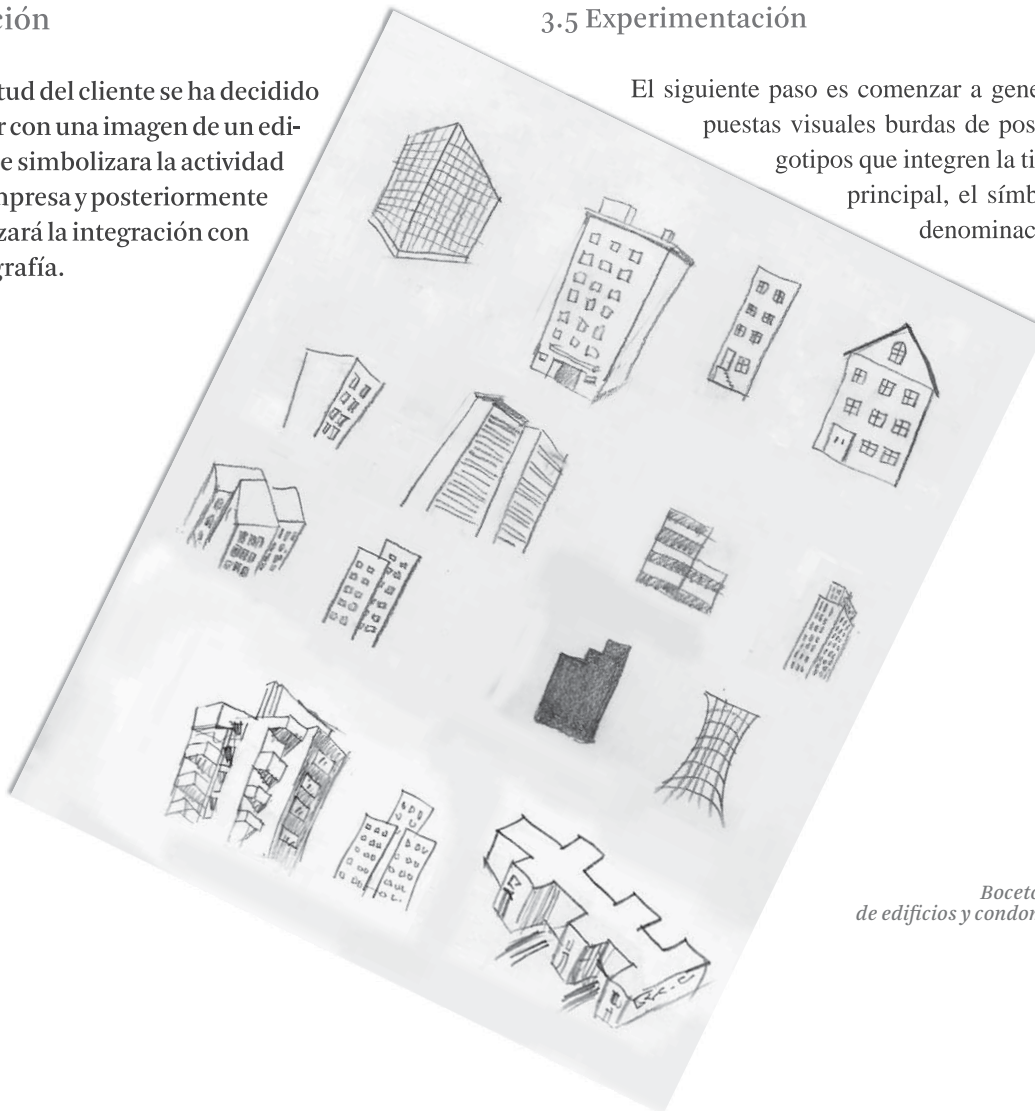 ción
tud del cliente se ha decidido
r con una imagen de un edi-
e simbolizara la actividad
mpresa y posteriormente
zará la integración con
grafía.
3.5 Experimentación
El siguiente paso es comenzar a gene
puestas visuales burdas de pos
gotipos que integren la ti
principal, el símb
denominac
Boceto
de edificios y condor